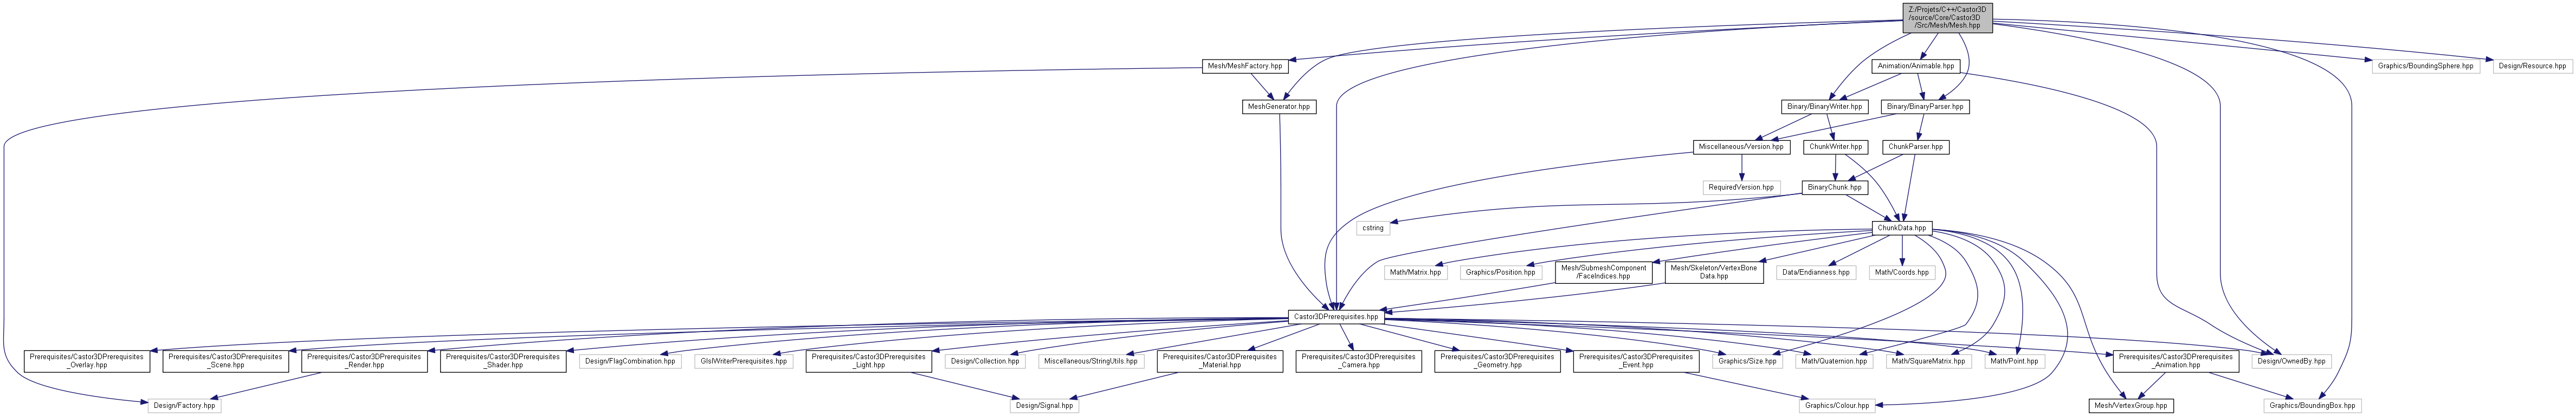 Z:/Projets/C++/Castor3D
/source/Core/Castor3D
/Src/Mesh/Mesh.hpp
Mesh/MeshFactory.hpp
Animation/Animable.hpp
Graphics/BoundingSphere.hpp
Design/Resource.hpp
MeshGenerator.hpp
Binary/BinaryWriter.hpp
Binary/BinaryParser.hpp
Miscellaneous/Version.hpp
ChunkWriter.hpp
ChunkParser.hpp
RequiredVersion.hpp
BinaryChunk.hpp
cstring
ChunkData.hpp
Math/Matrix.hpp
Graphics/Position.hpp
Mesh/SubmeshComponent
/FaceIndices.hpp
Mesh/Skeleton/VertexBone
Data.hpp
Data/Endianness.hpp
Math/Coords.hpp
Castor3DPrerequisites.hpp
Prerequisites/Castor3DPrerequisites
_Overlay.hpp
Prerequisites/Castor3DPrerequisites
_Scene.hpp
Prerequisites/Castor3DPrerequisites
_Render.hpp
Prerequisites/Castor3DPrerequisites
_Shader.hpp
Design/FlagCombination.hpp
GlslWriterPrerequisites.hpp
Prerequisites/Castor3DPrerequisites
_Light.hpp
Design/Collection.hpp
Miscellaneous/StringUtils.hpp
Prerequisites/Castor3DPrerequisites
_Material.hpp
Prerequisites/Castor3DPrerequisites
_Camera.hpp
Prerequisites/Castor3DPrerequisites
_Geometry.hpp
Prerequisites/Castor3DPrerequisites
_Event.hpp
Graphics/Size.hpp
Math/Quaternion.hpp
Math/SquareMatrix.hpp
Math/Point.hpp
Prerequisites/Castor3DPrerequisites
_Animation.hpp
Design/OwnedBy.hpp
Design/Factory.hpp
Design/Signal.hpp
Graphics/Colour.hpp
Mesh/VertexGroup.hpp
Graphics/BoundingBox.hpp